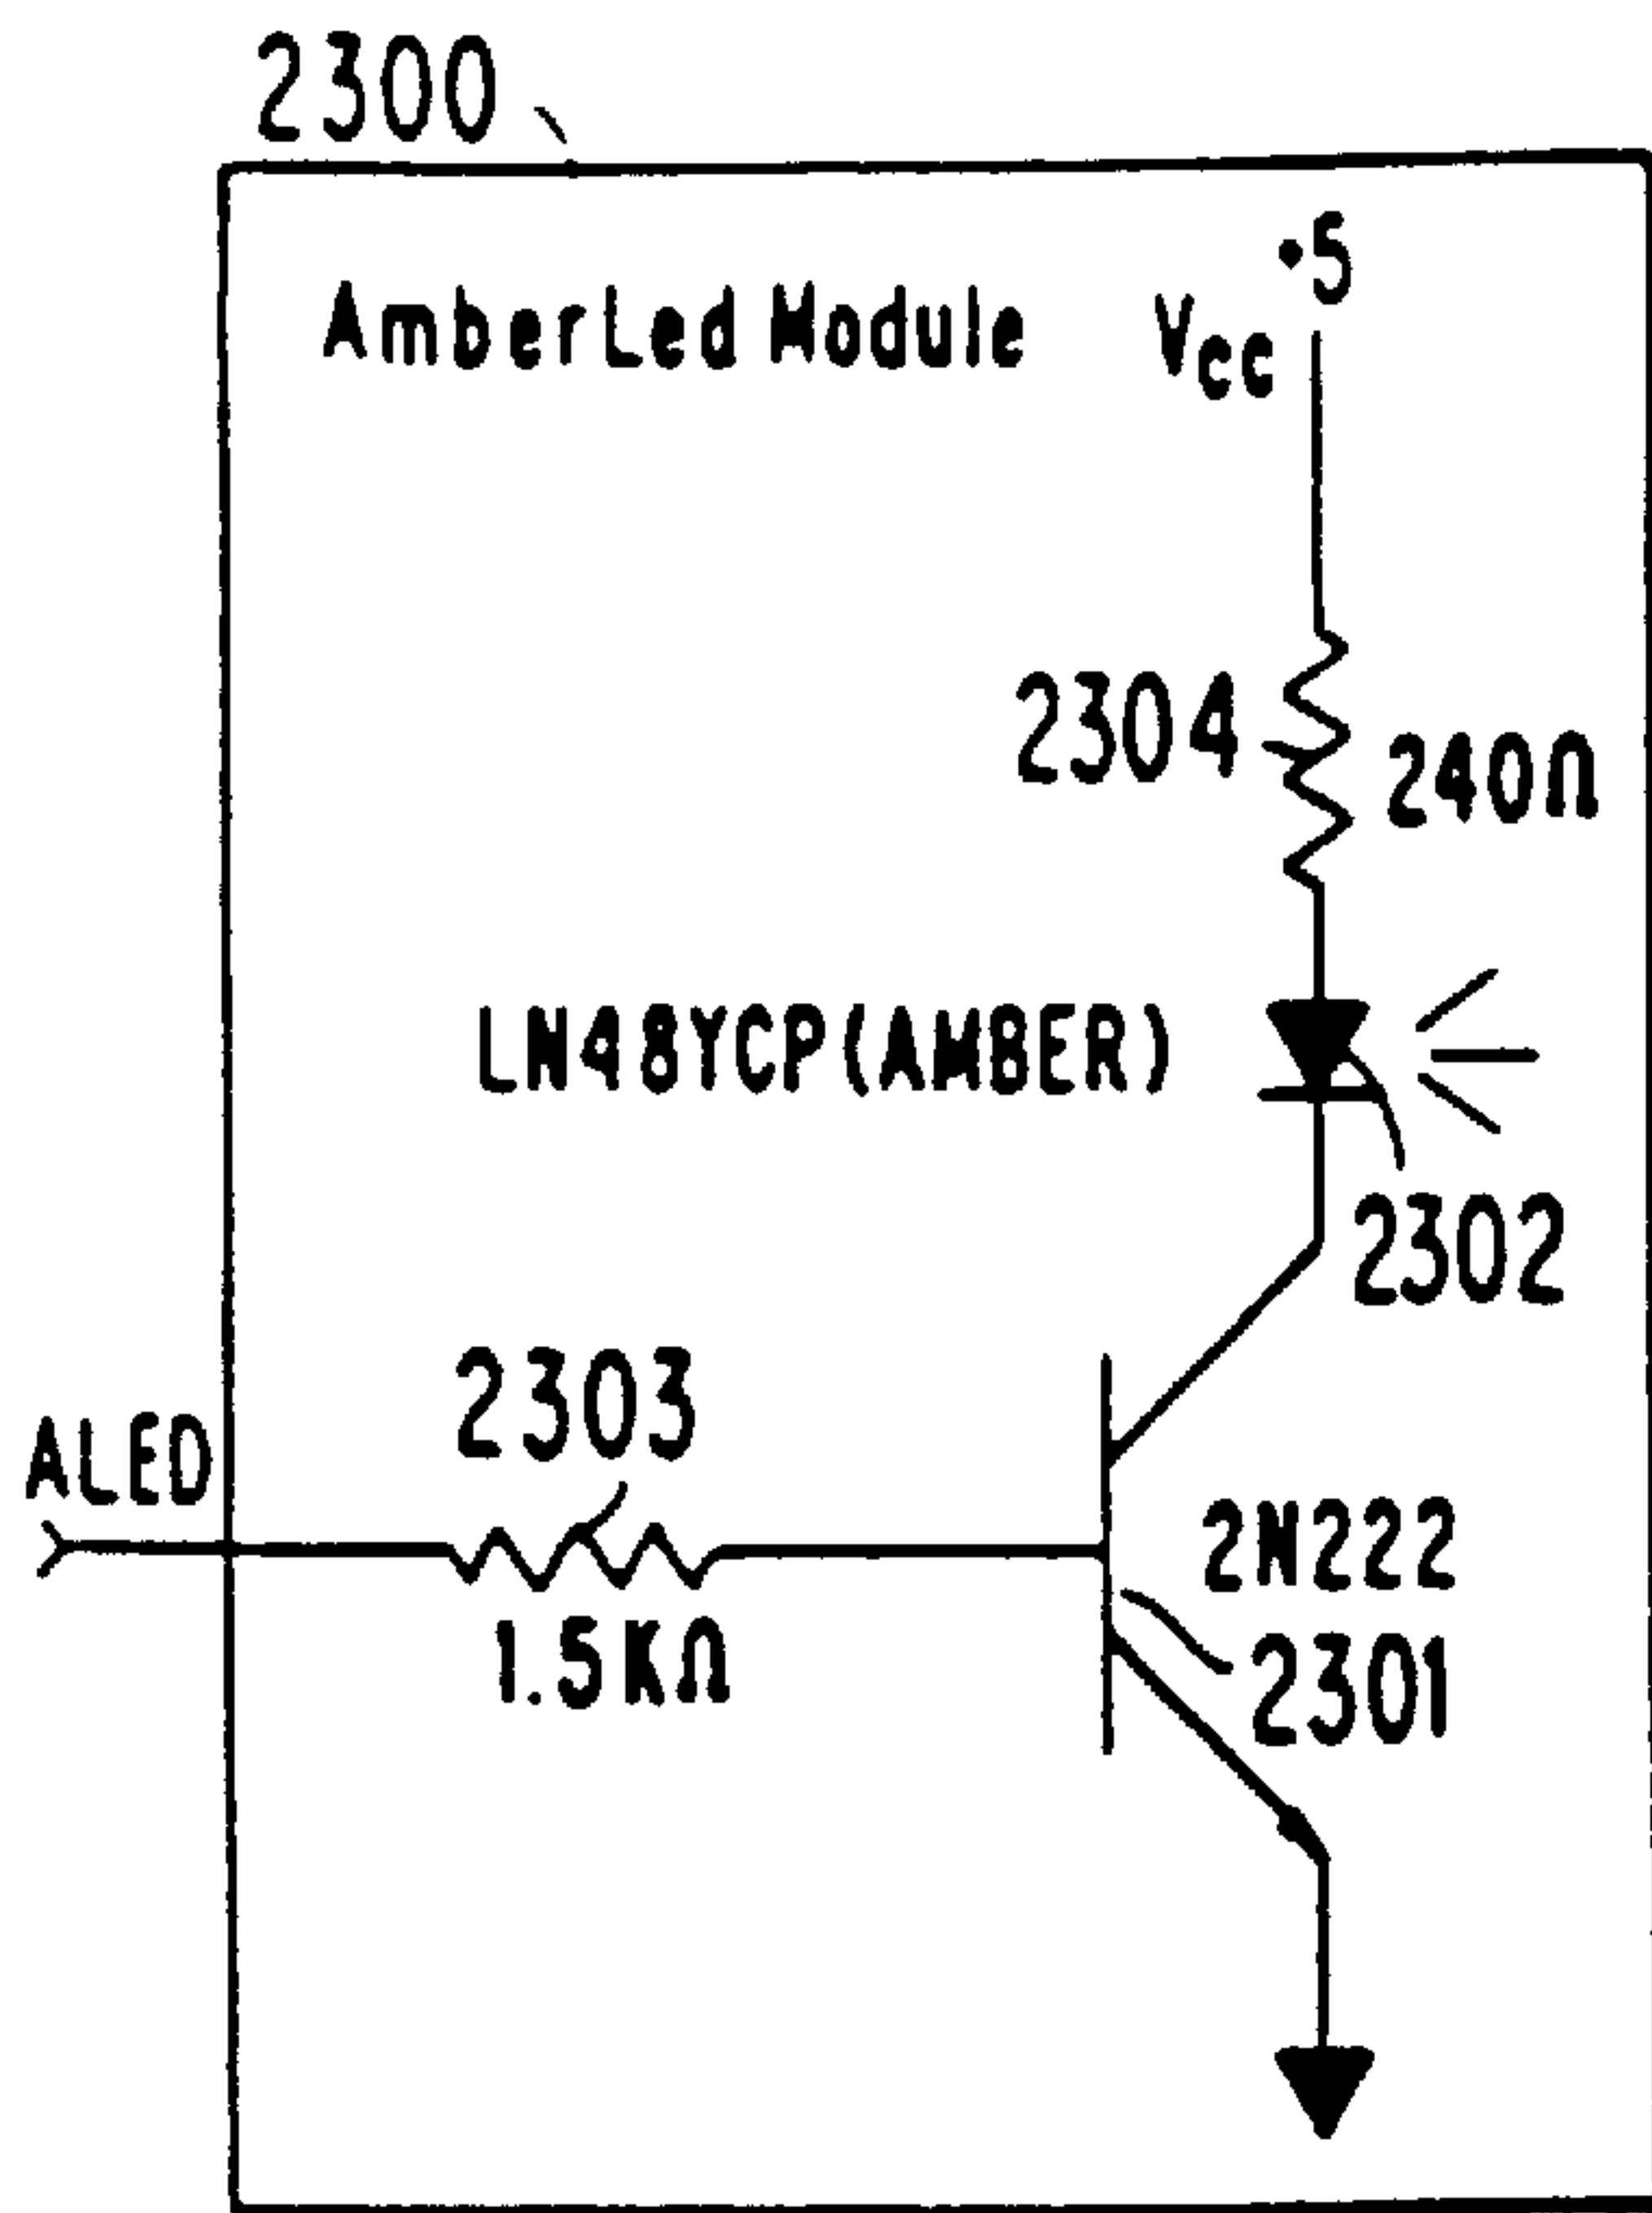 2300
•5
AmberLed Module
Vcc
2304
240Ω
LN48YCP(AMBER)
2302
2303
ALED
2N222
1.5KΩ
2301